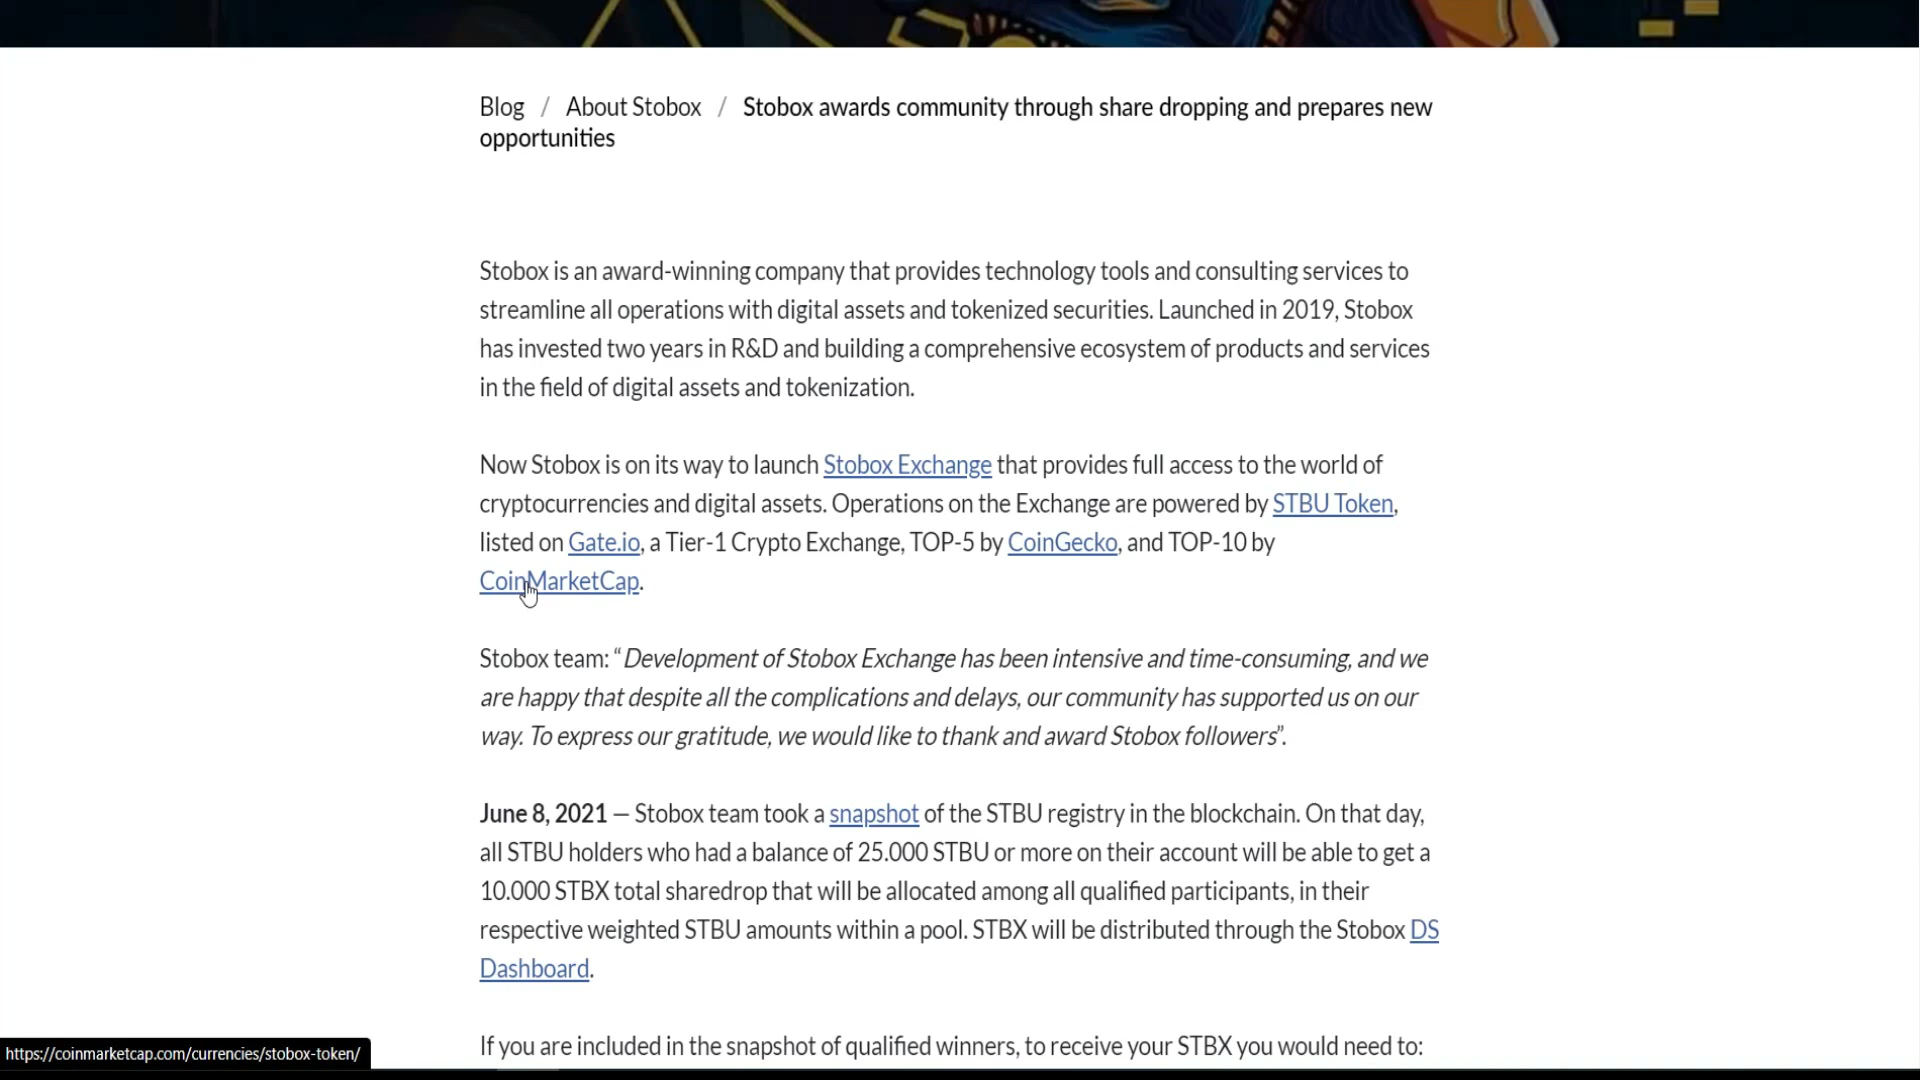 Blog / About Stobox / Stobox awards community through share dropping and prepares new
opportunities
Stobox is an award-winning company that provides technology tools and consulting services to
streamline all operations with digital assets and tokenized securities. Launched in 2019, Stobox
has invested two years in R&D and building a comprehensive ecosystem of products and services
in the field of digital assets and tokenization.
Now Stobox is on its way to launch Stobox Exchange that provides full access to the world of
cryptocurrencies and digital assets. Operations on the Exchange are powered by STBU Token,
listed on Gate.io, a Tier-1 Crypto Exchange, TOP-5 by CoinGecko, and TOP-10 by
CoinMarketCap.
Stobox team: “Development of Stobox Exchange has been intensive and time-consuming, and we
are happy that despite all the complications and delays, our community has supported us on our
way. To express our gratitude, we would like to thank and award Stobox followers”.
June 8, 2021 — Stobox team took a snapshot of the STBU registry in the blockchain. On that day,
all STBU holders who had a balance of 25.000 STBU or more on their account will be able to get a
10.000 STBX total sharedrop that will be allocated among all qualified participants, in their
respective weighted STBU amounts within a pool. STBX will be distributed through the Stobox DS
Dashboard.
If you are included in the snapshot of qualified winners, to receive your STBX you would need to:
https://coinmarketcap.com/currencies/stobox-token/